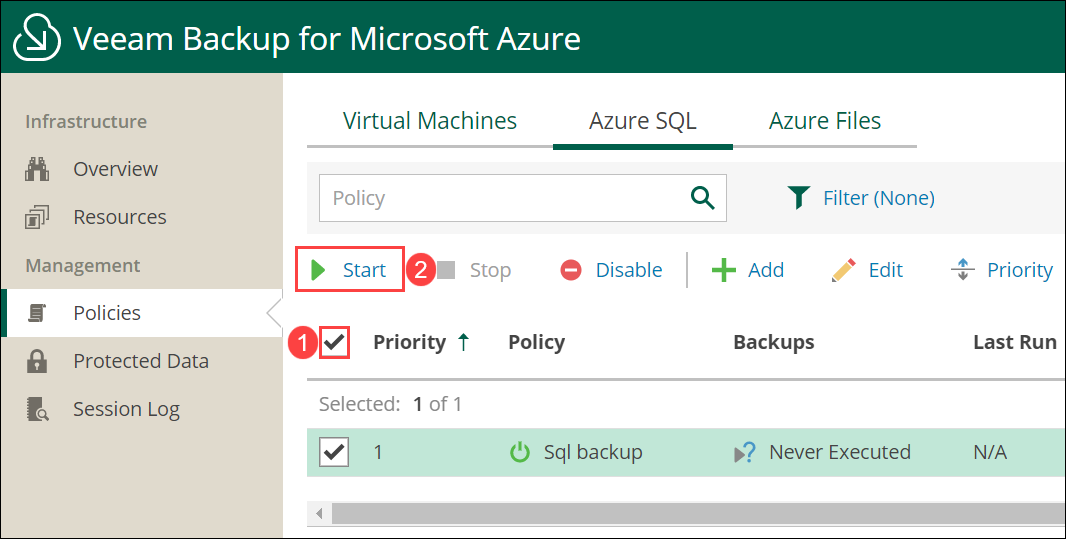 Veeam Backup for Microsoft Azure
Infrastructure
Overview
Resources
Management
Policies
Protected Data
Session Log
Virtual Machines Azure SQL Azure Files
Policy Filter (None)
Start 2 Stop Disable Add Edit Priority
1 Priority Policy Backups Last Run
Selected: 1 of 1
1 Sql backup ? Never Executed N/A